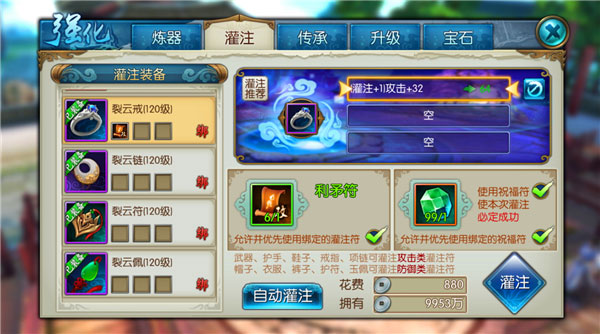 强化
炼器
灌注
传承
升级
宝石
灌注装备
裂云戒(120级)
绑
裂云链(120级)
绑
裂云符(120级)
绑
裂云佩(120级)
绑
灌注
推荐
灌注+1|攻击+32
64
空
空
利矛符
攻
6/1
允许并优先使用绑定的灌注符
99/1
使用祝福符
使本次灌注
必定成功
允许并优先使用绑定的祝福符
武器、护手、鞋子、戒指、项链可灌注攻击类灌注符
帽子、衣服、裤子、护符、玉佩可灌注防御类灌注符
自动灌注
花费
880
拥有
9953万
灌注